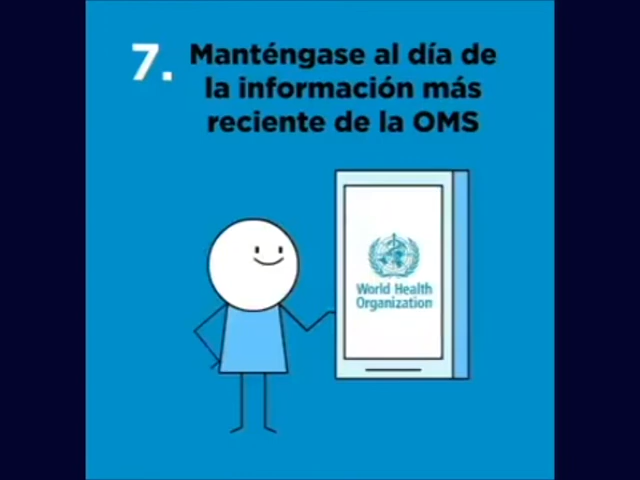 7. Manténgase al día de
la información más
reciente de la OMS
World Health
Organization